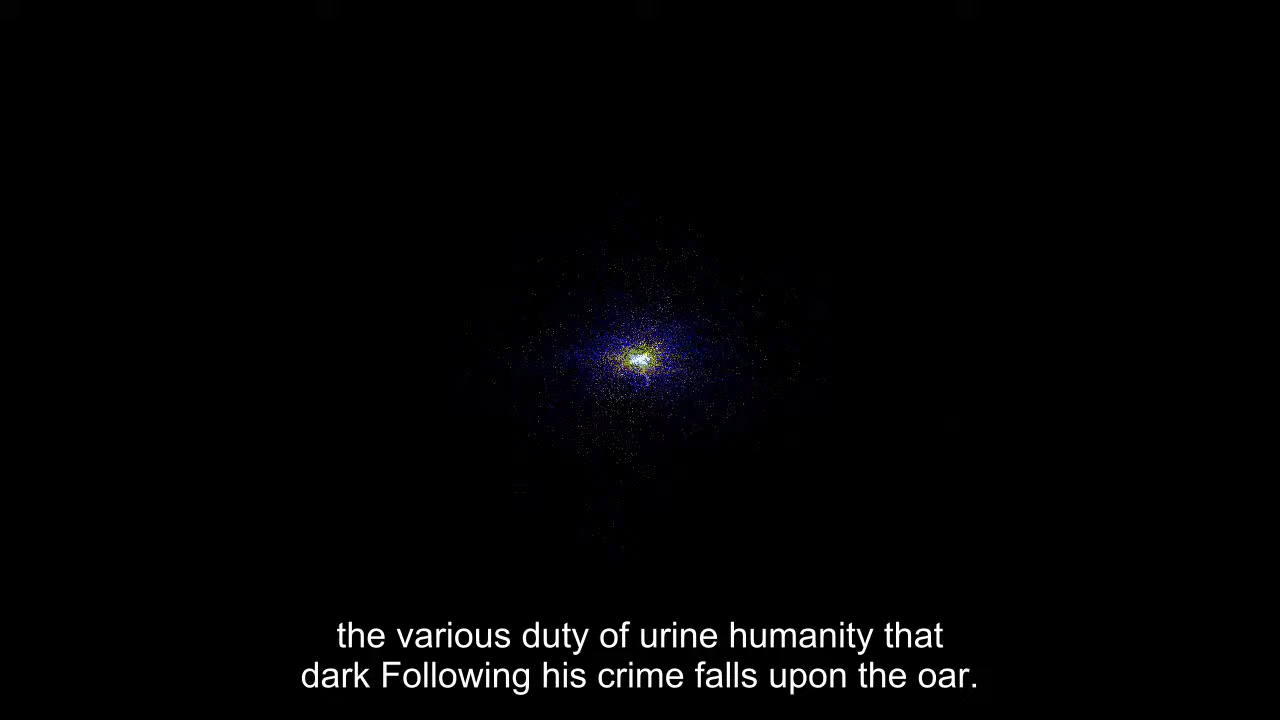 the various duty of urine humanity that
dark Following his crime falls upon the oar.